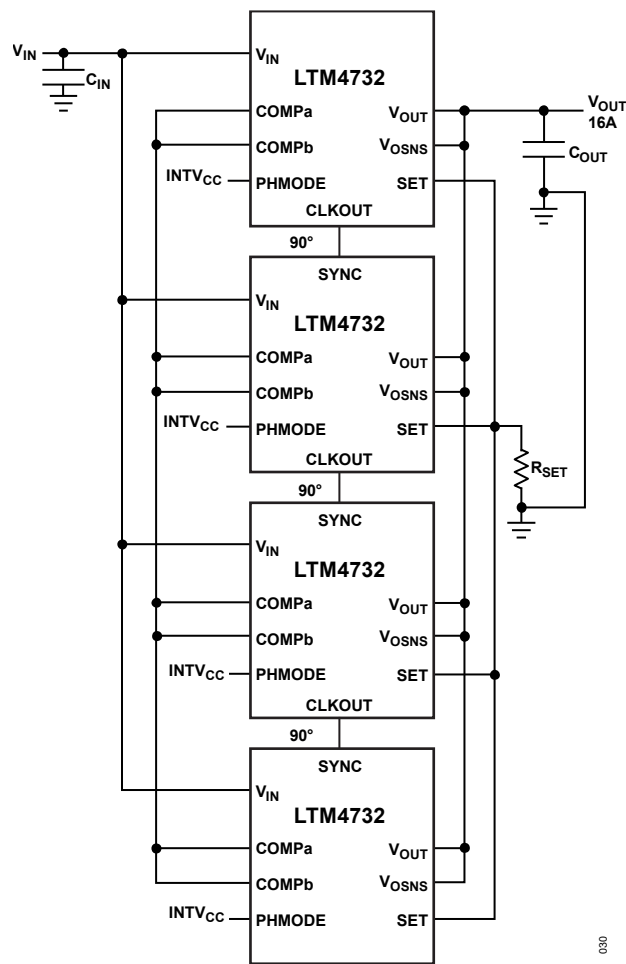 VIN
CIN
VIN
LTM4732
COMPa
COMPb
INTVCC
PHMODE
VOUT
VOSNS
SET
CLKOUT
VOUT
16A
COUT
90°
SYNC
VIN
LTM4732
COMPa
COMPb
INTVCC
PHMODE
VOUT
VOSNS
SET
CLKOUT
RSET
90°
SYNC
VIN
LTM4732
COMPa
COMPb
INTVCC
PHMODE
VOUT
VOSNS
SET
CLKOUT
90°
SYNC
VIN
LTM4732
COMPa
COMPb
INTVCC
PHMODE
VOUT
VOSNS
SET
030